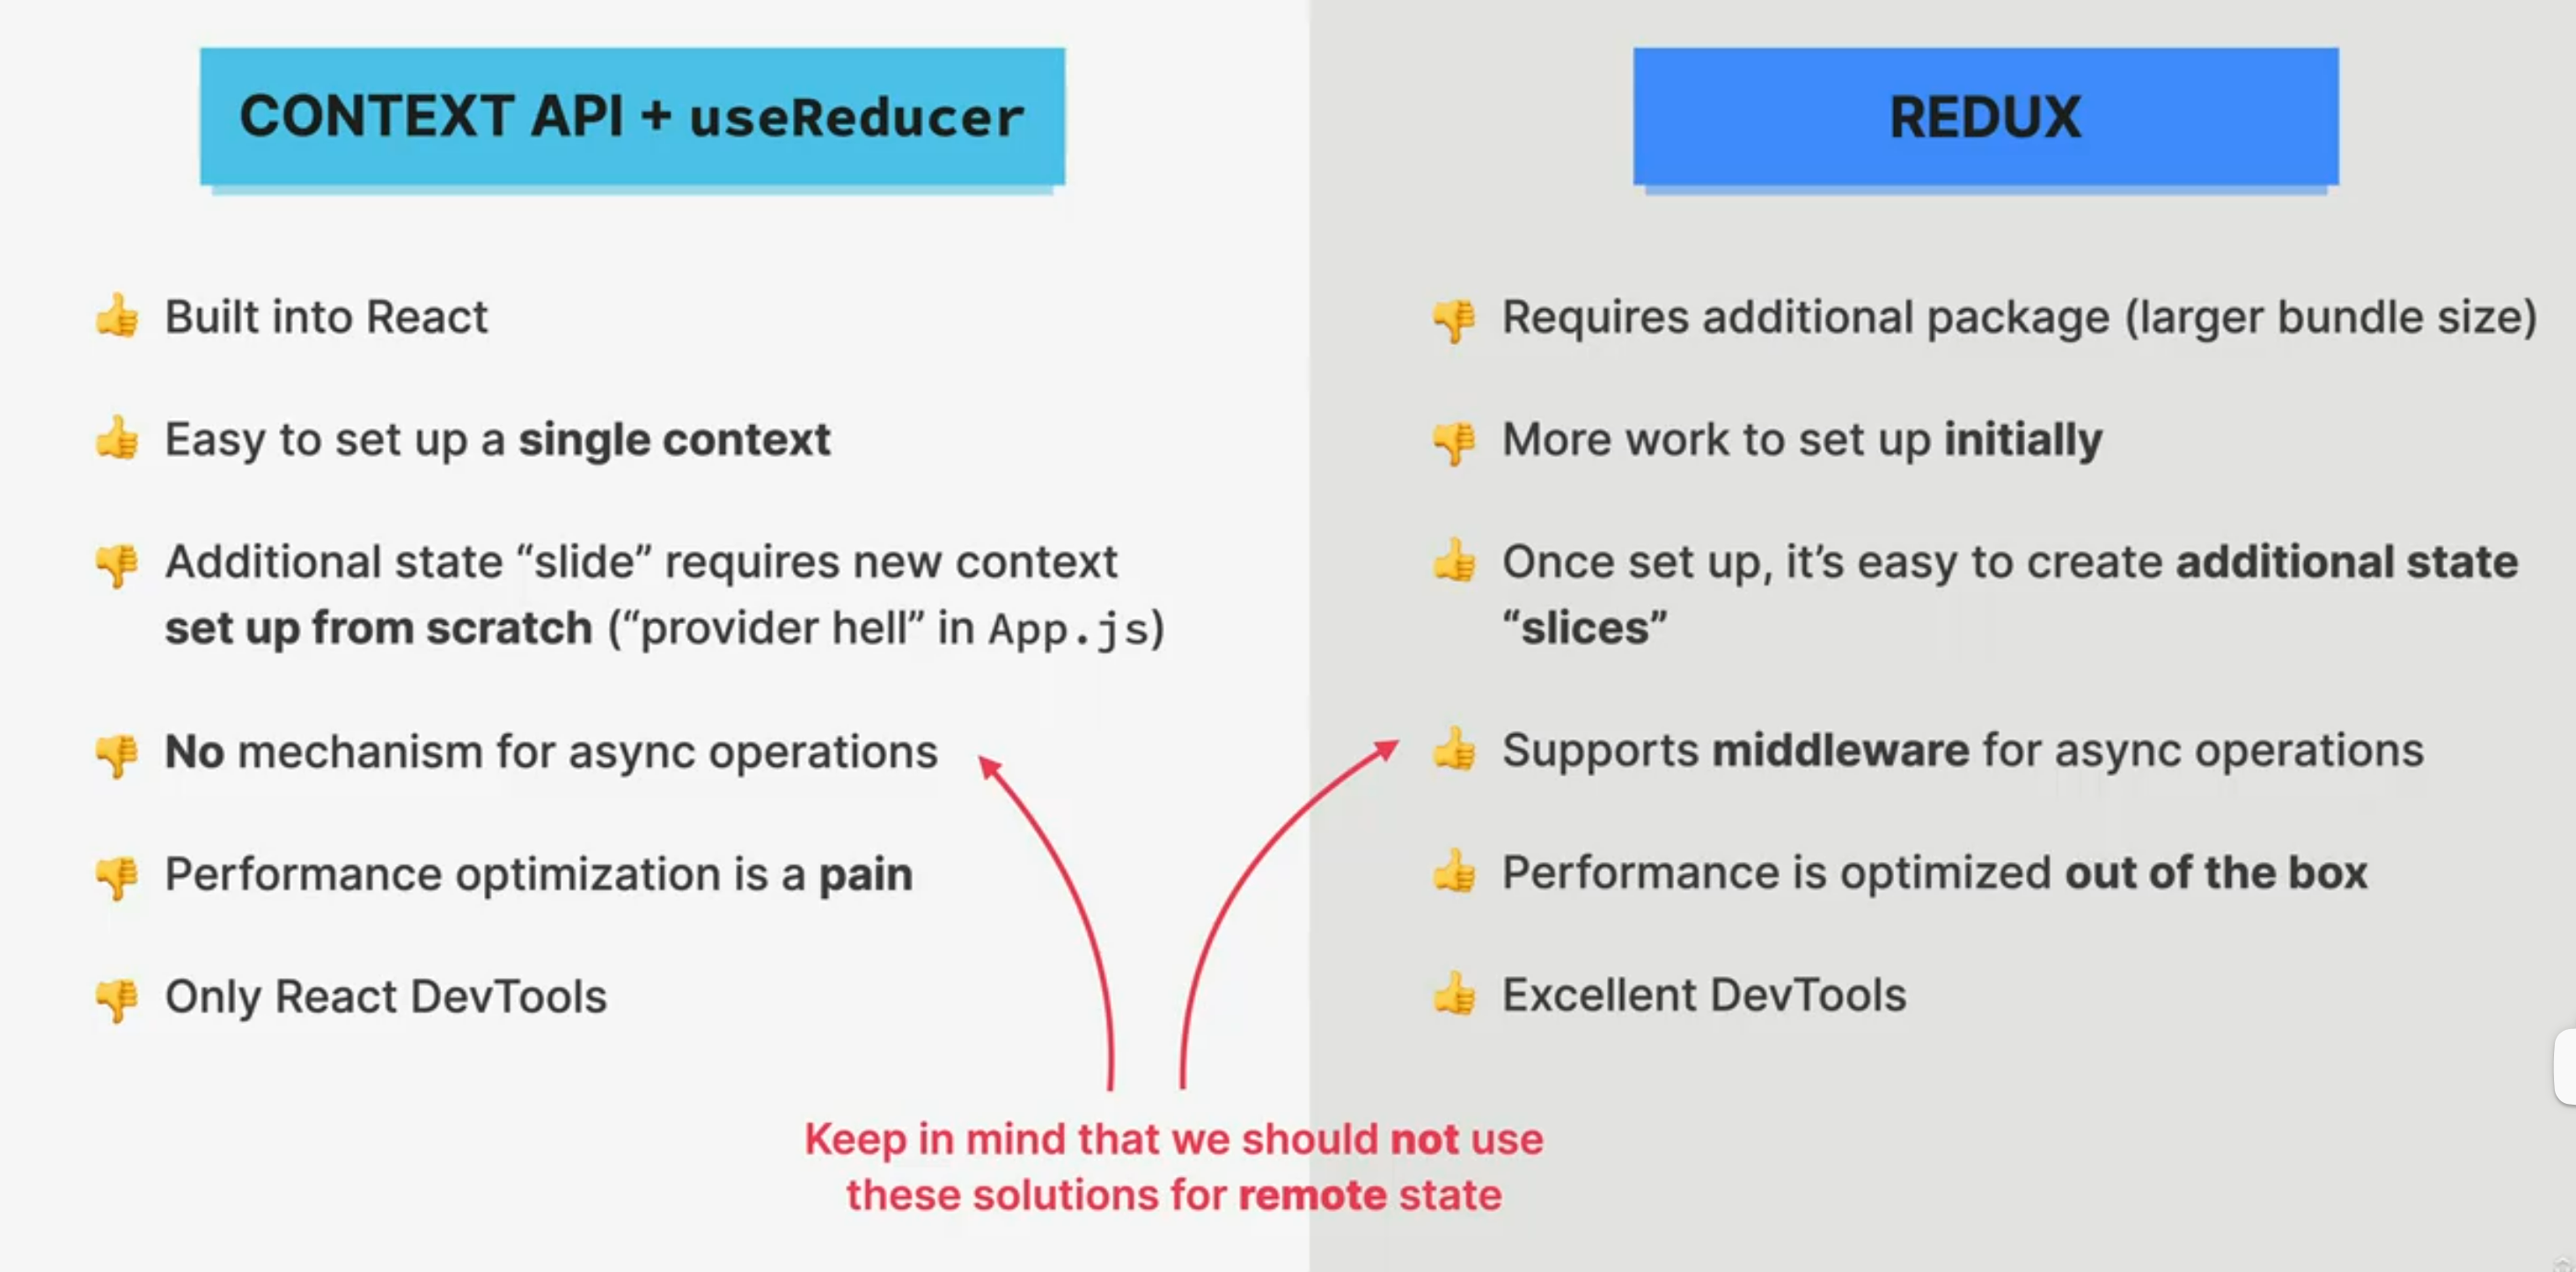 CONTEXT API + useReducer
👍 Built into React
👍 Easy to set up a single context
👎 Additional state “slide” requires new context
set up from scratch (“provider hell” in App.js)
👎 No mechanism for async operations
👎 Performance optimization is a pain
👎 Only React DevTools
REDUX
👎 Requires additional package (larger bundle size)
👎 More work to set up initially
👍 Once set up, it’s easy to create additional state
“slices”
👍 Supports middleware for async operations
👍 Performance is optimized out of the box
👍 Excellent DevTools
Keep in mind that we should not use
these solutions for remote state